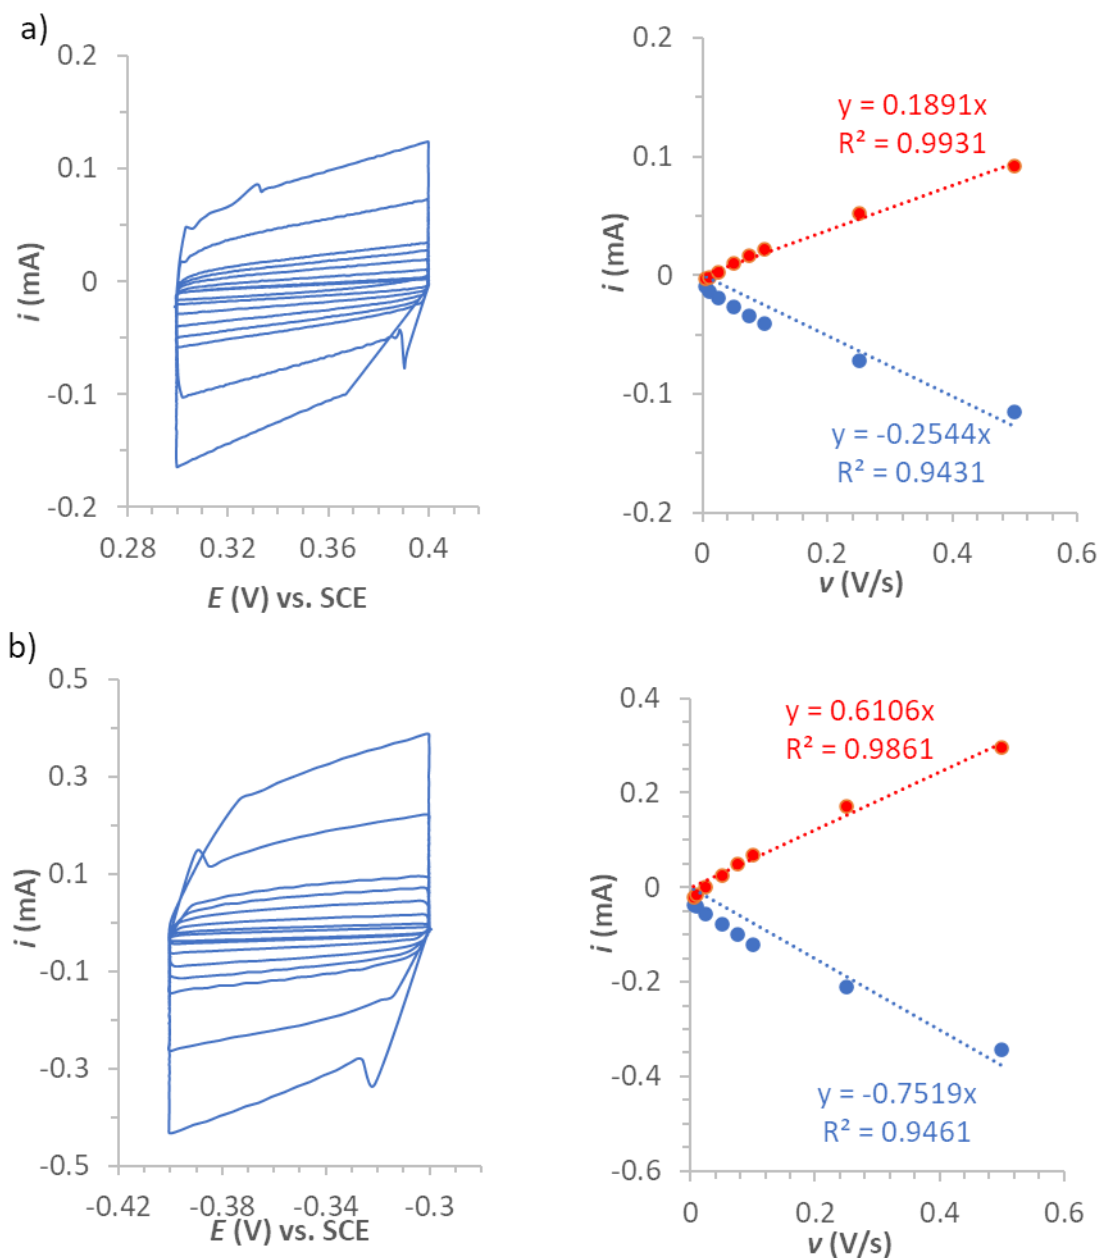 a)
0.2
0.1
0
-0.1
-0.2
i (mA)
0.28
0.32
0.36
0.4
E (V) vs. SCE
0.2
0.1
0
-0.1
-0.2
i (mA)
y = 0.1891x
R² = 0.9931
y = -0.2544x
R² = 0.9431
0
0.2
0.4
0.6
v (V/s)
b)
0.5
0.3
0.1
-0.1
-0.3
-0.5
i (mA)
-0.42
-0.38
-0.34
-0.3
E (V) vs. SCE
0.4
0.2
0
-0.2
-0.4
-0.6
i (mA)
y = 0.6106x
R² = 0.9861
y = -0.7519x
R² = 0.9461
0
0.2
0.4
0.6
v (V/s)